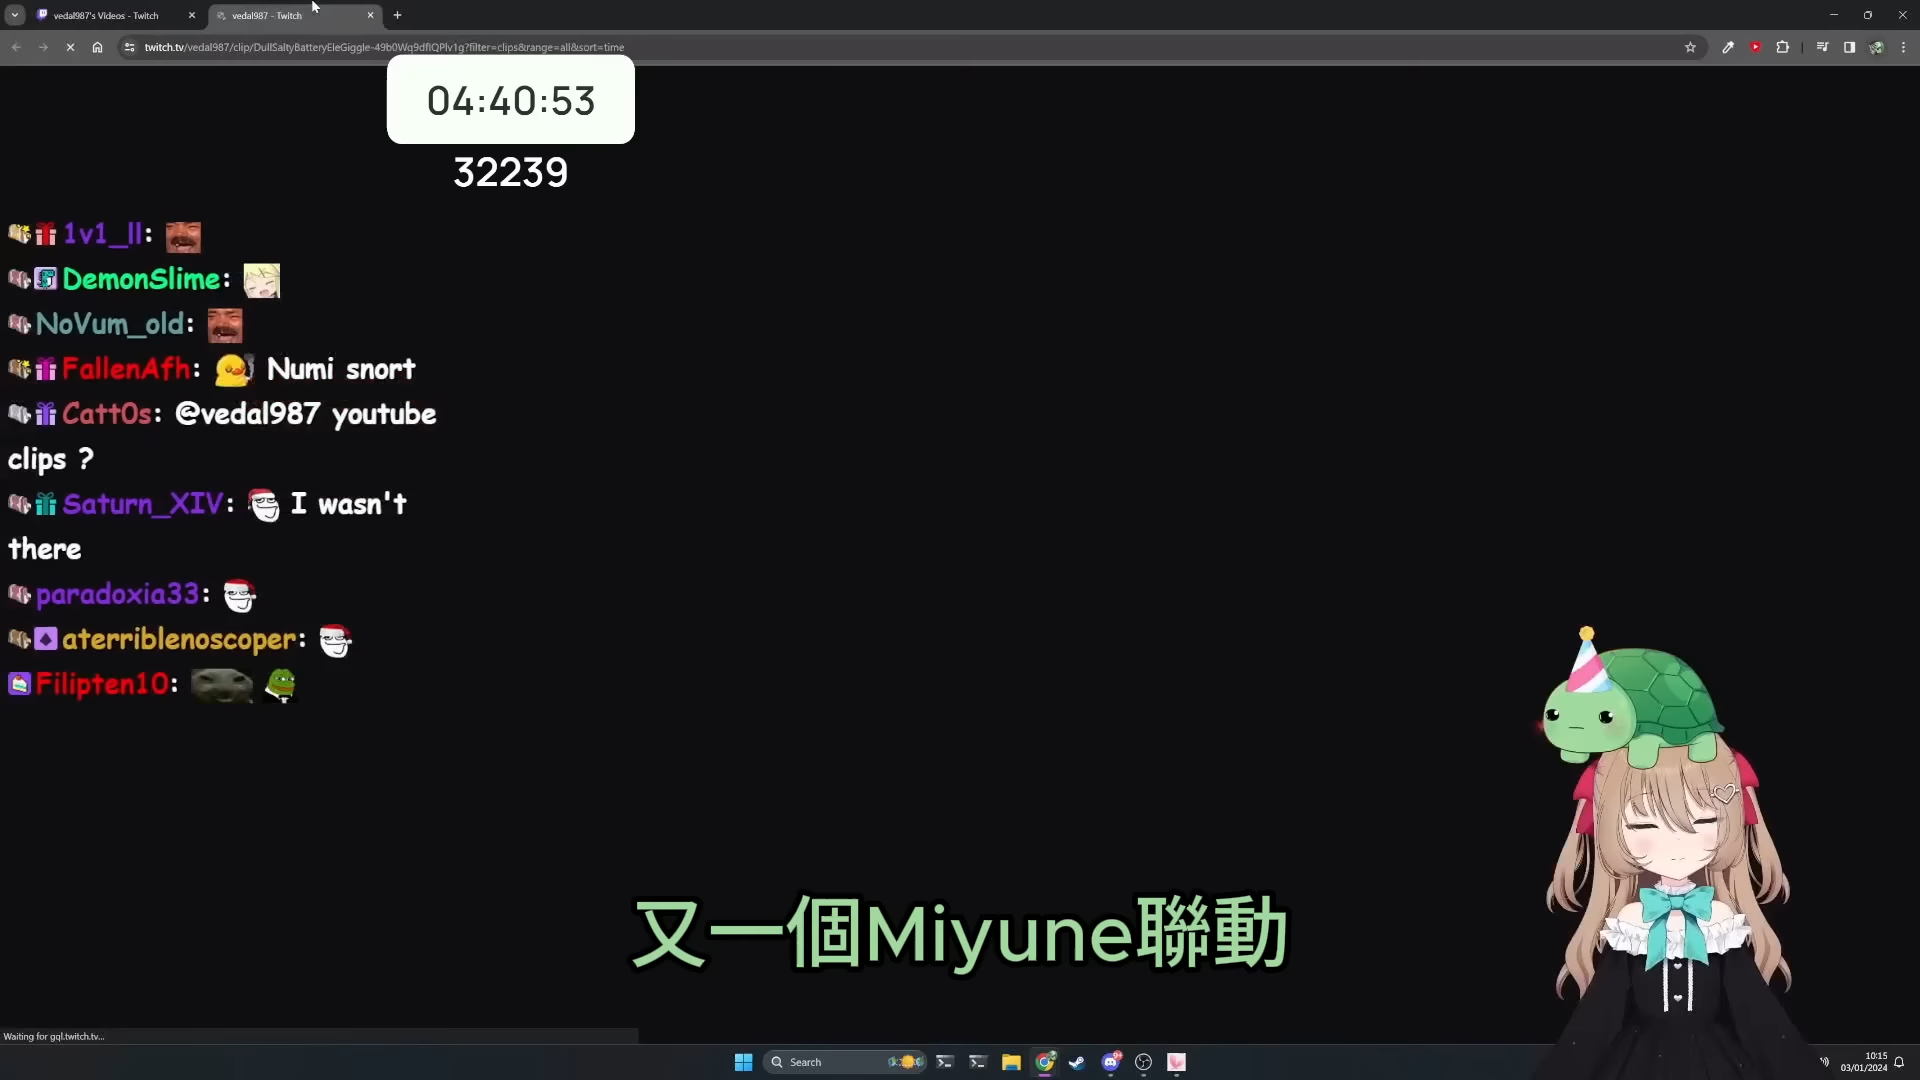 vedal987's Videos - Twitch
vedal987 - Twitch
twitch.tv/vedal987/clip/DullSaltyBatteryEleGiggle-49b0Wq9dfIQPlv1g?filter=clips&range=all&sort=time
04:40:53
32239
1v1_ll:
DemonSlime:
NoVum_old:
FallenAfh: Numi snort
Catt0s: @vedal987 youtube
clips ?
Saturn_XIV: I wasn't
there
paradoxia33:
aterriblenoscoper:
Filipten10:
又一個Miyune聯動
Waiting for gql.twitch.tv...
Search
10:15
03/01/2024